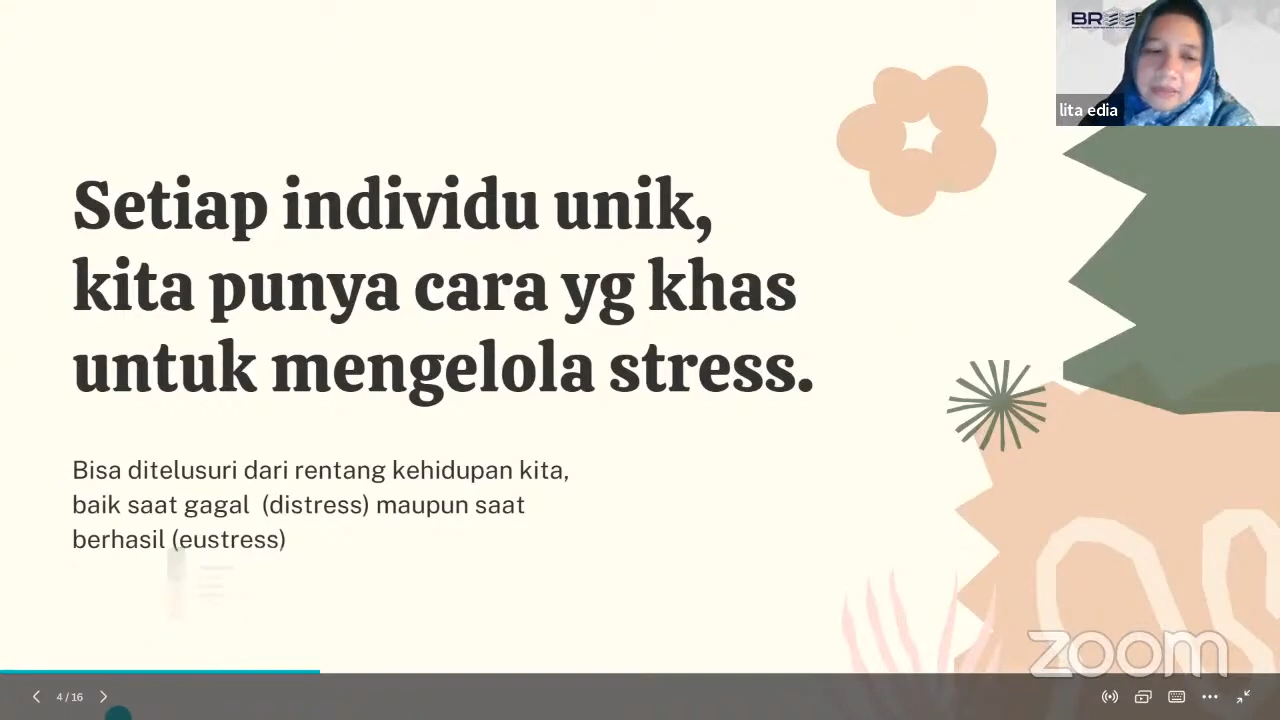 lita edia
Setiap individu unik,
kita punya cara yg khas
untuk mengelola stress.
Bisa ditelusuri dari rentang kehidupan kita,
baik saat gagal (distress) maupun saat
berhasil (eustress)
zoom
4 / 16